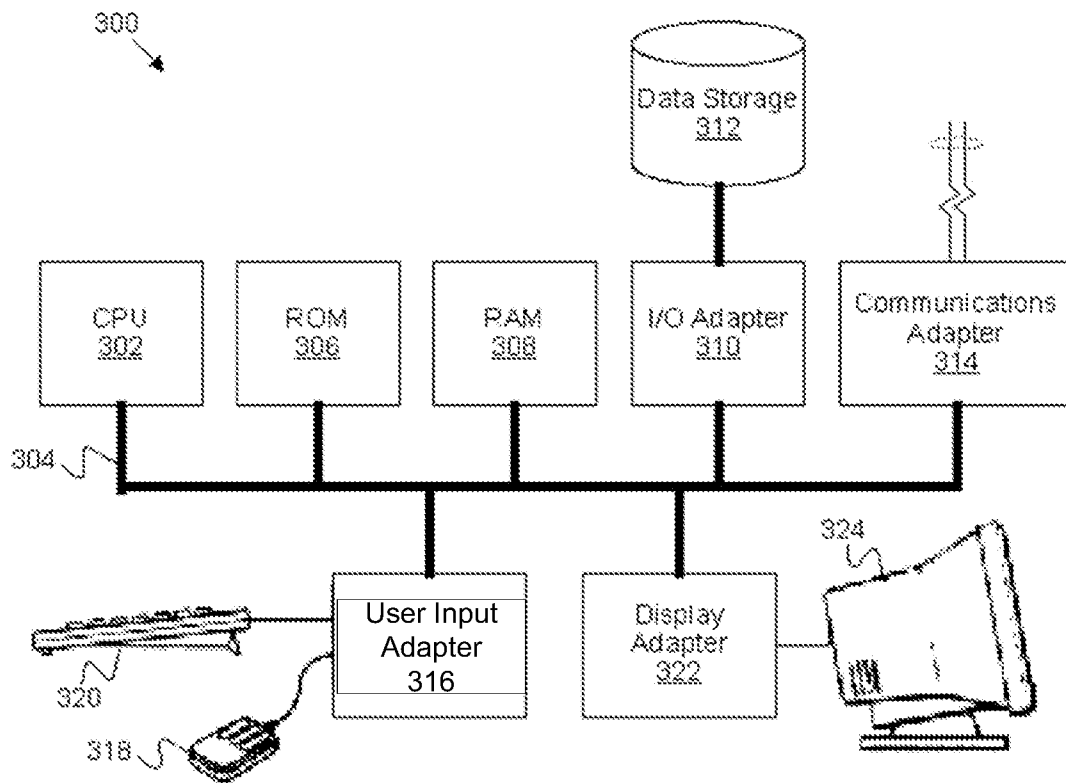 300
Data Storage
312
CPU
302
ROM
306
RAM
308
I/O Adapter
310
Communications
Adapter
314
304
324
User Input
Adapter
316
Display
Adapter
322
320
318